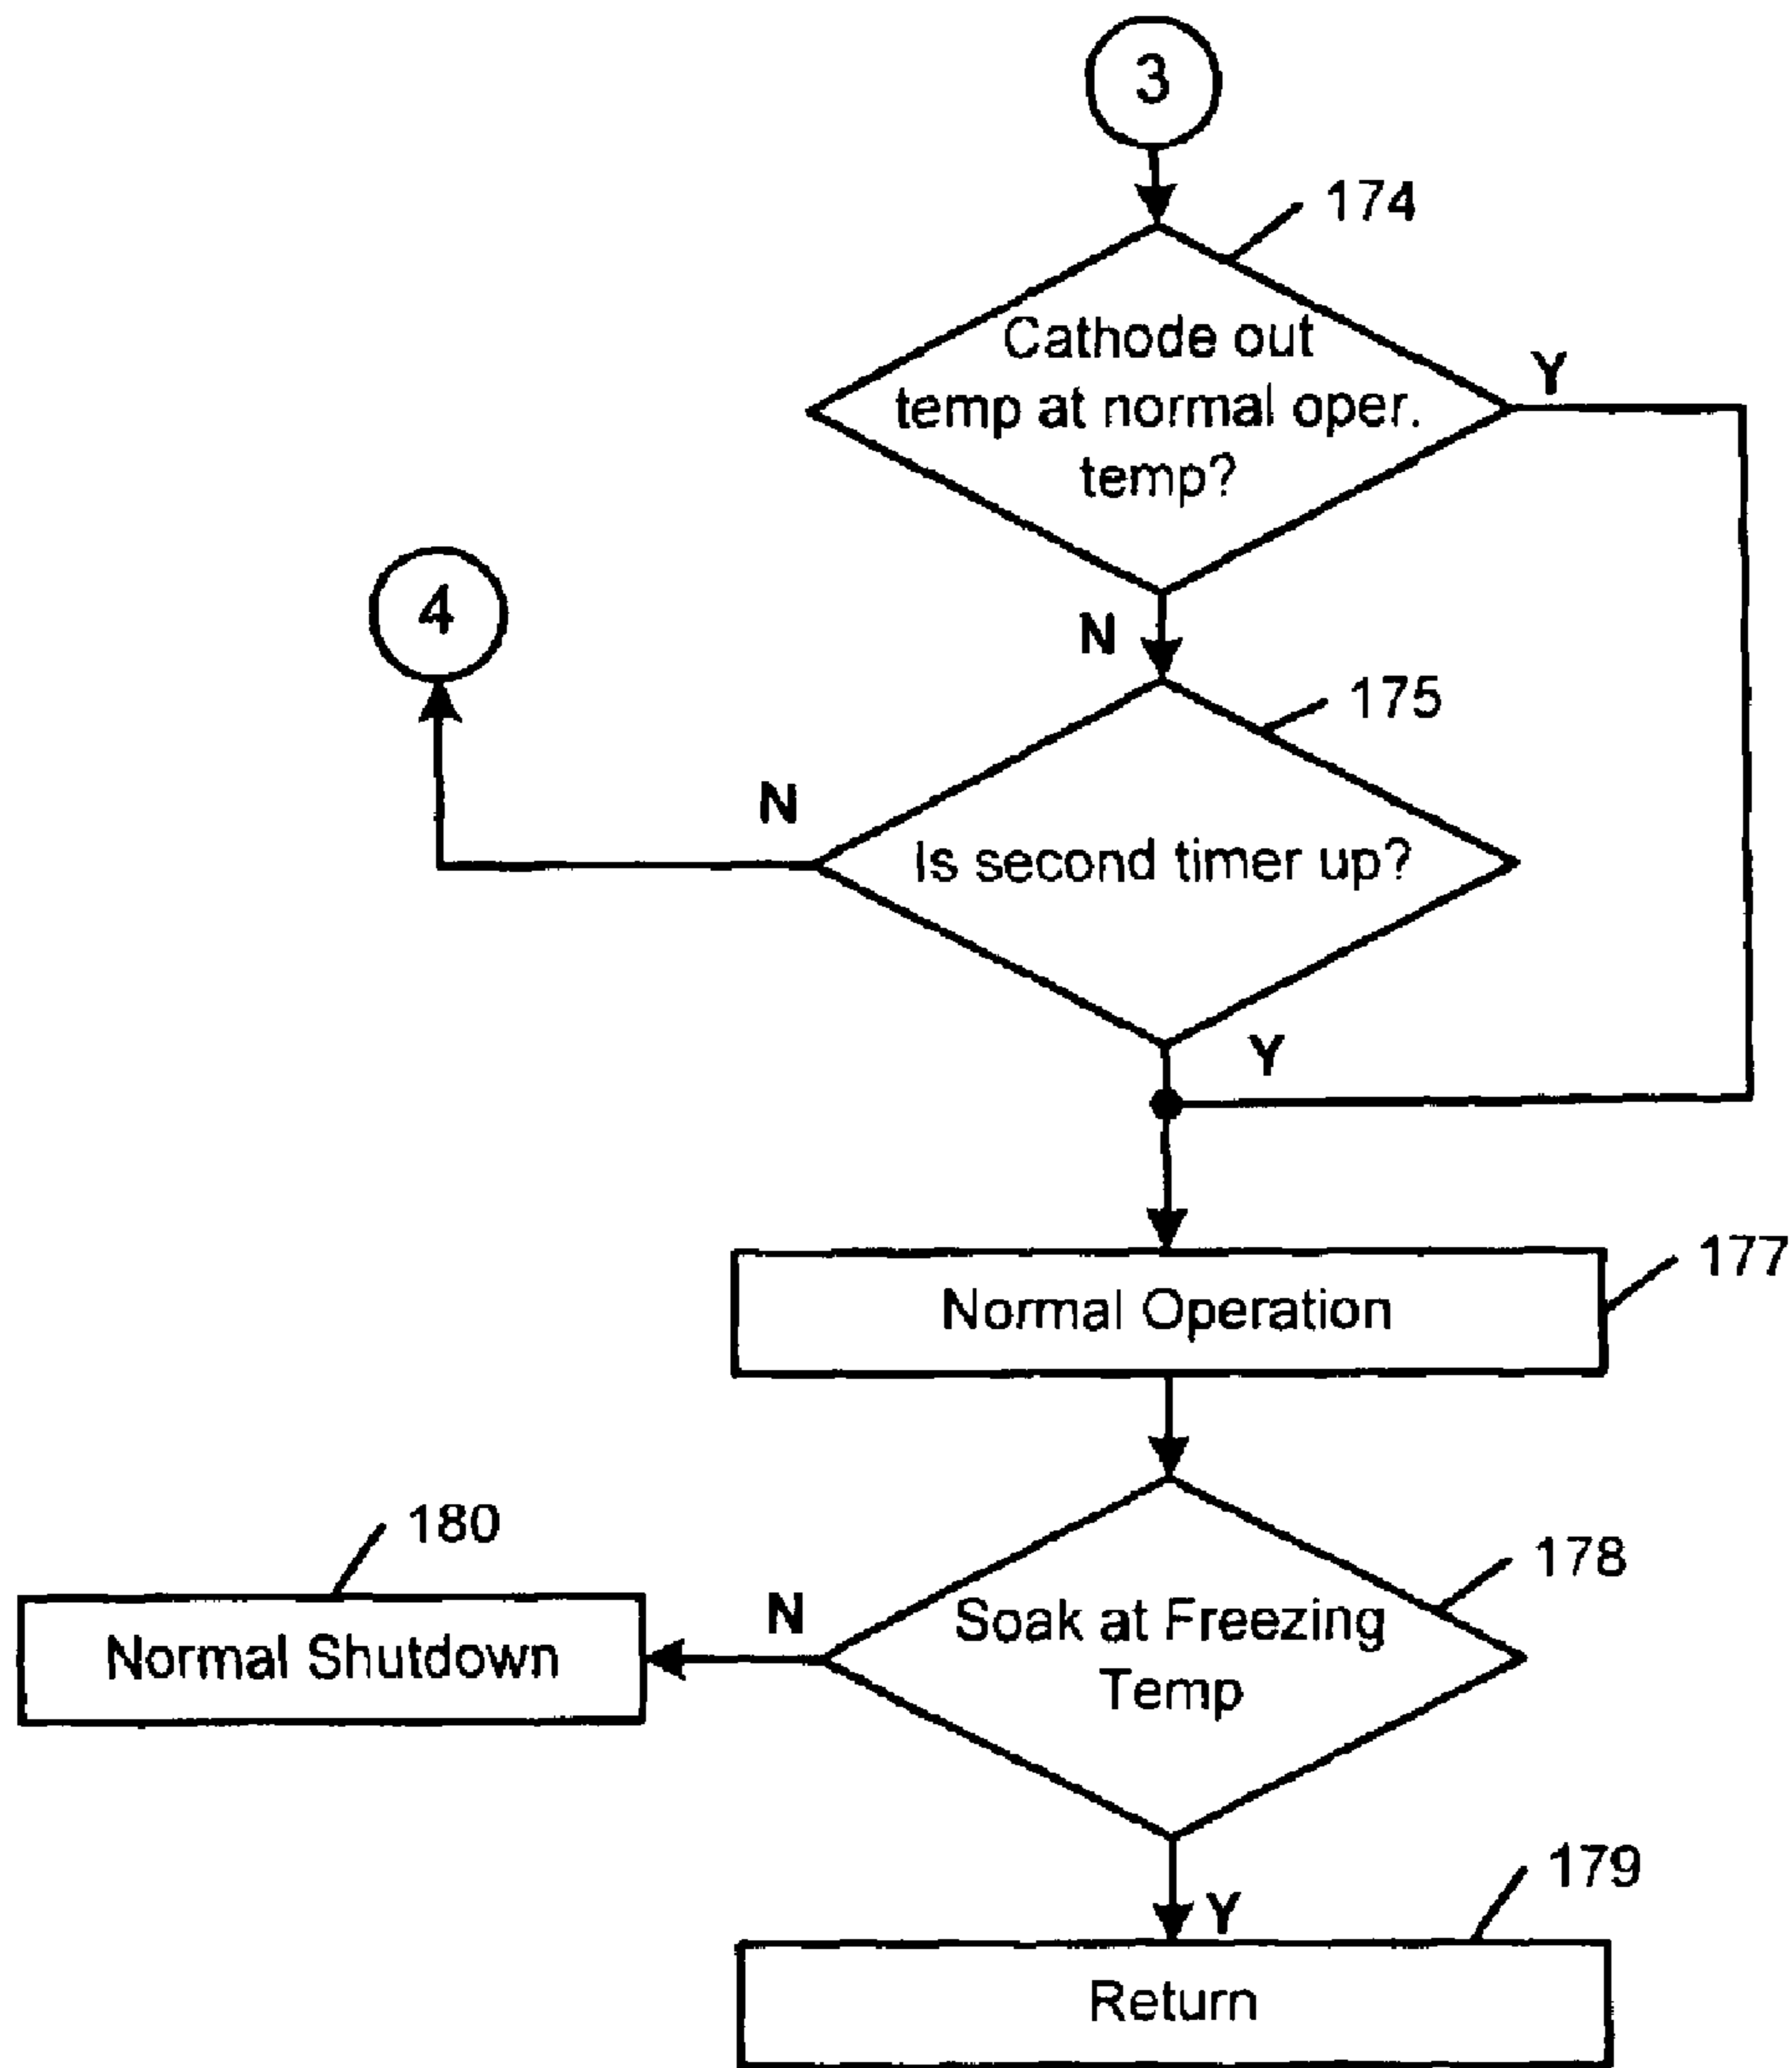 3
174
Cathode out
temp at normal oper.
temp?
Y
4
N
175
N
Is second timer up?
Y
177
Normal Operation
180
178
N
Soak at Freezing
Temp
Normal Shutdown
179
Y
Return